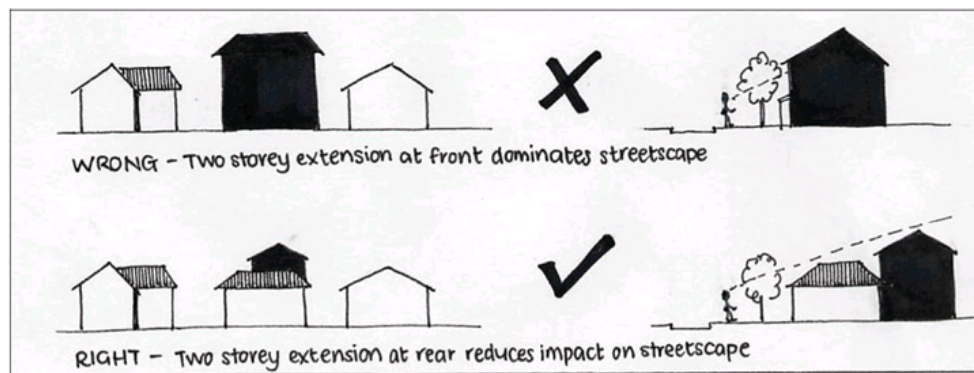 WRONG - TWO STOREY EXTENSION AT FRONT DOMINATES STREETSCAPE
RIGHT - TWO STOREY EXTENSION AT REAR REDUCES IMPACT ON STREETSCAPE